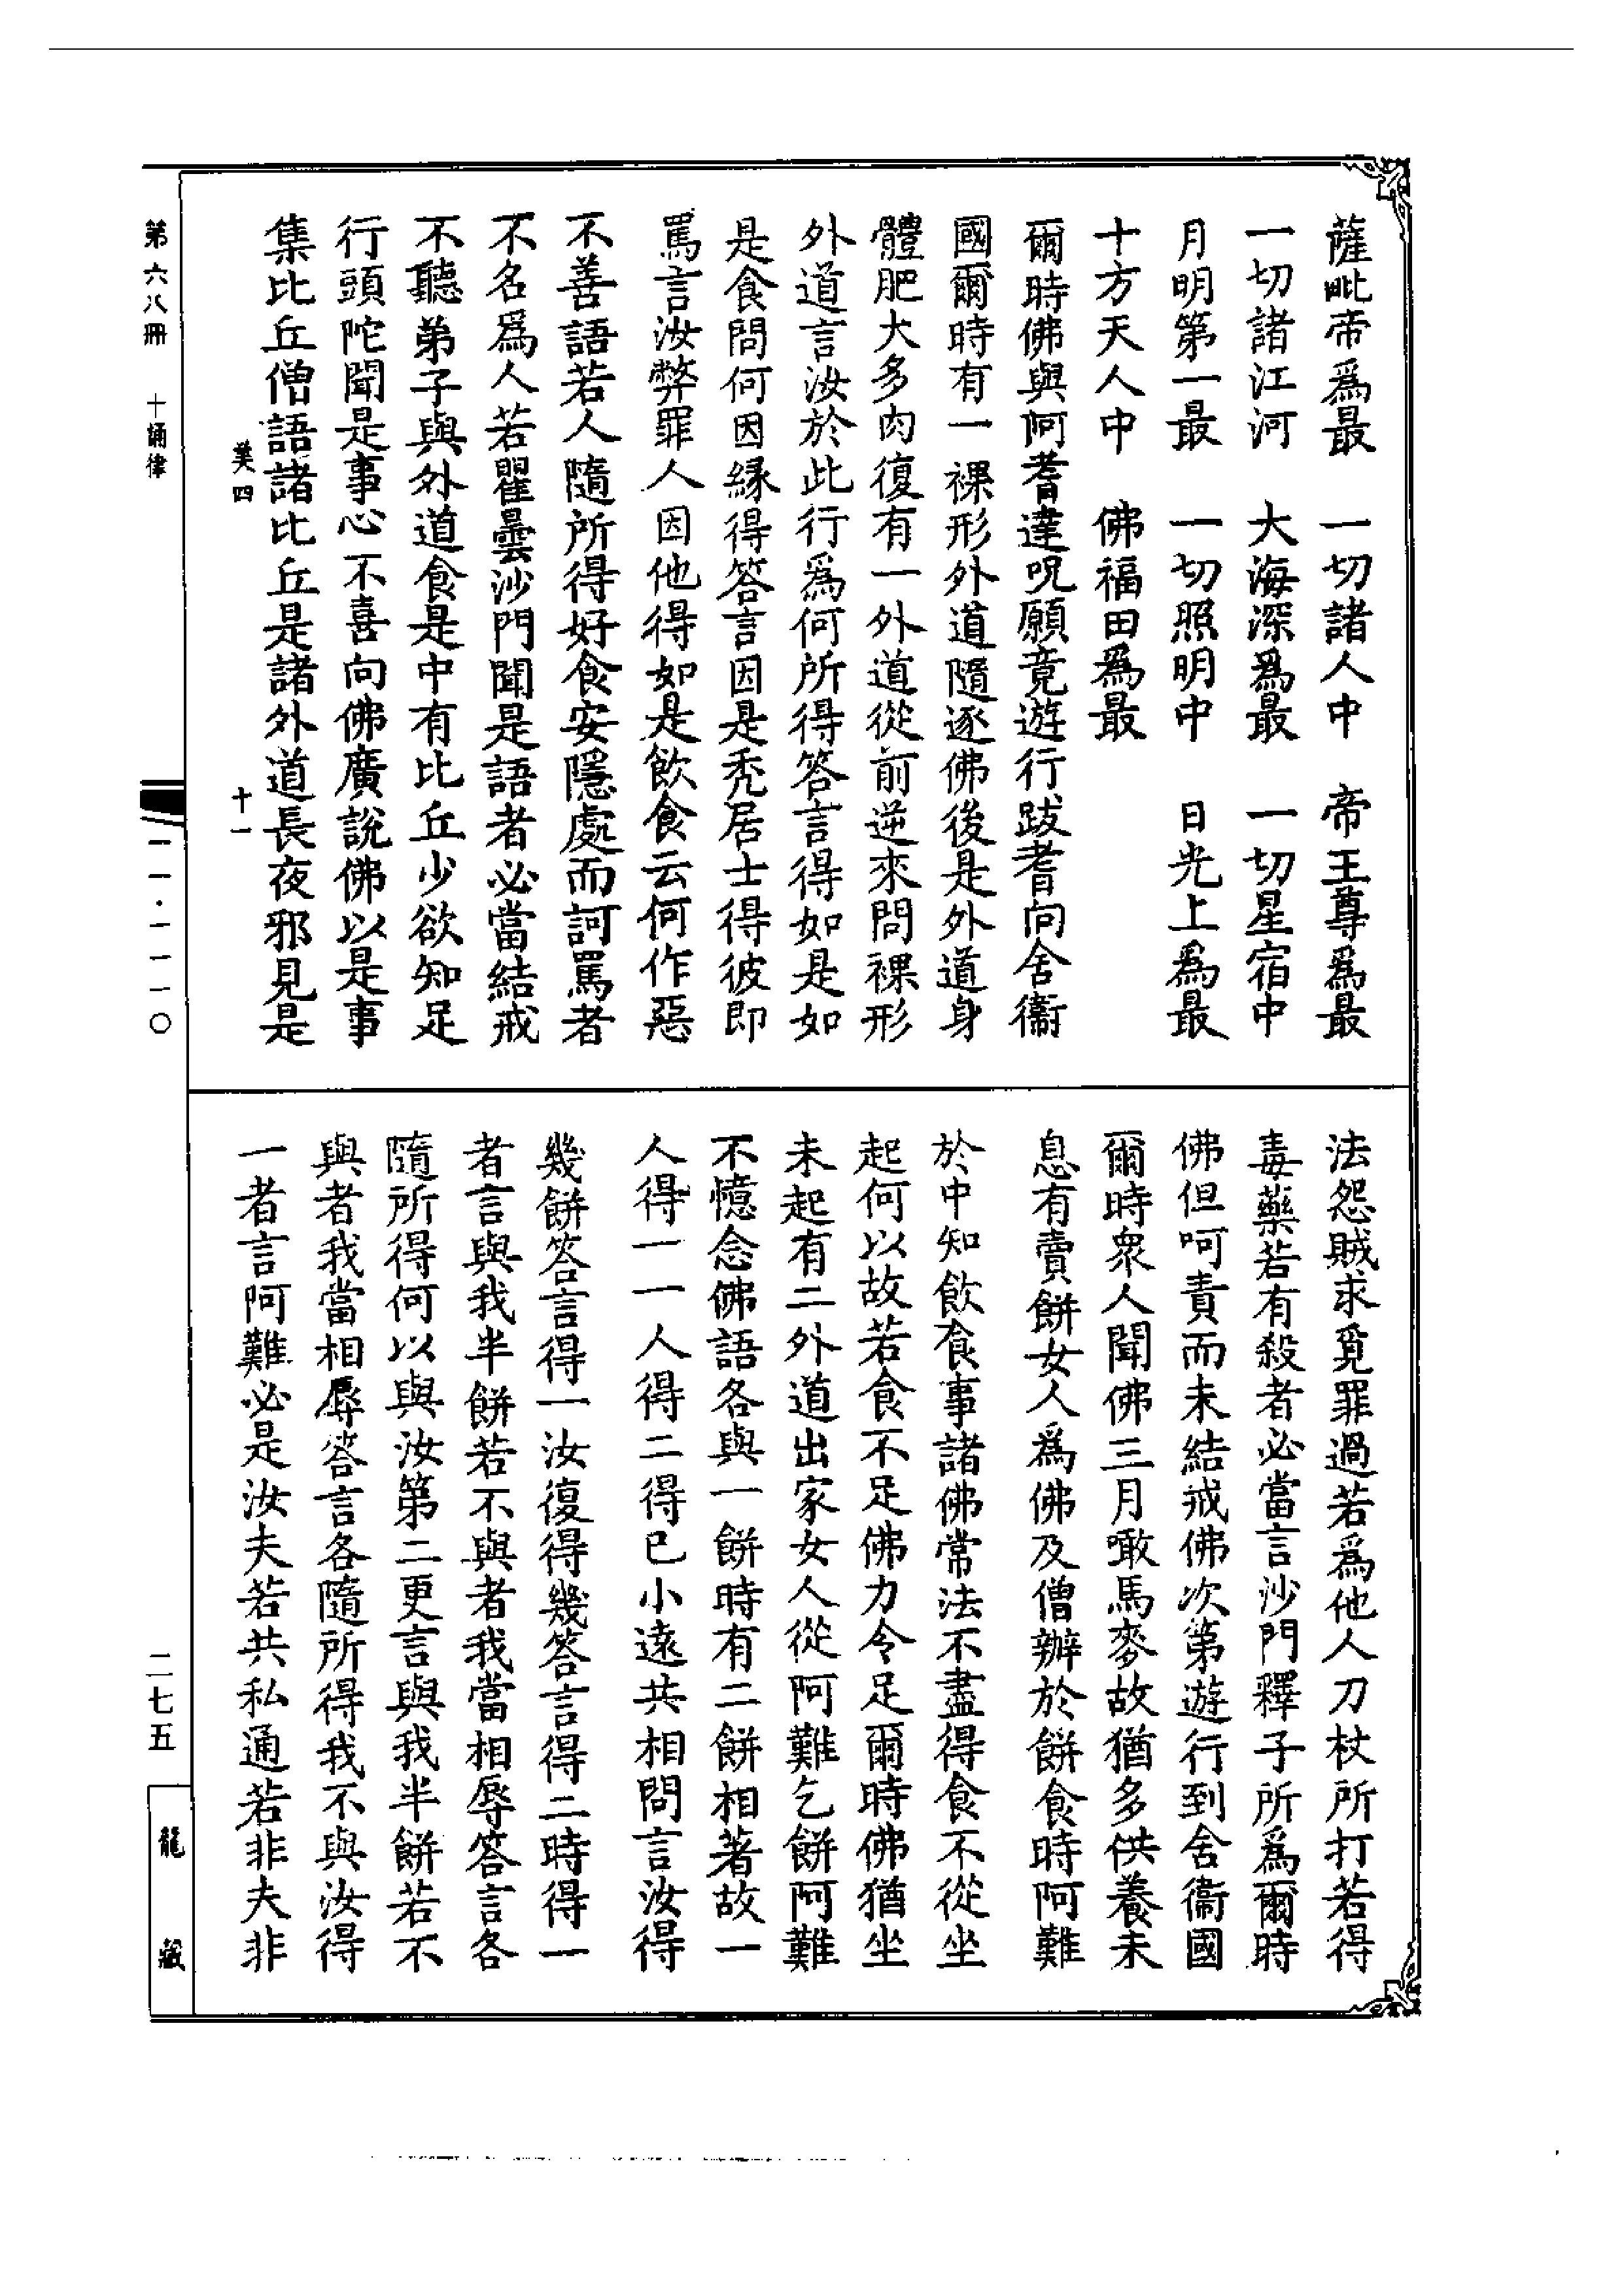 薩毗帝爲最　一切諸人中　帝王尊爲最
一切諸江河　大海深爲最　一切星宿中
月明第一最　一切照明中　日光上爲最
十方天人中　佛福田爲最
爾時佛與阿耆達呪願竟遊行跋耆向舍衞
國爾時有一裸形外道隨逐佛後是外道身
體肥大多肉復有一外道從前逆來問裸形
外道言汝於此行爲何所得答言得如是如
是食問何因緣得答言因是秃居士得彼即
罵言汝弊罪人因他得如是飲食云何作惡
不善語若人隨所得好食安隱處而訶罵者
不名爲人若瞿曇沙門聞是語者必當結戒
不聽弟子與外道食是中有比丘少欲知足
行頭陀聞是事心不喜向佛廣說佛以是事
集比丘僧語諸比丘是諸外道長夜邪見是
法怨賊求覓罪過若爲他人刀杖所打若得
毒藥若有殺者必當言沙門釋子所爲爾時
佛但呵責而未結戒佛次第遊行到舍衞國
爾時衆人聞佛三月噉馬麥故猶多供養未
息有賣餅女人爲佛及僧辦於餅食時阿難
於中知飲食事諸佛常法不盡得食不從坐
起何以故若食不足佛力令足爾時佛猶坐
未起有二外道出家女人從阿難乞餅阿難
不憶念佛語各與一餅時有二餅相著故一
人得一一人得二得已小遠共相問言汝得
幾餅答言得一汝復得幾答言得二時得一
者言與我半餅若不與者我當相辱答言各
隨所得何以與汝第二更言與我半餅若不
與者我當相辱答言各隨所得我不與汝得
一者言阿難必是汝夫若共私通若非夫非
美四　十一
第六八冊　十誦律
一一一·一一一〇
二七五
龍藏